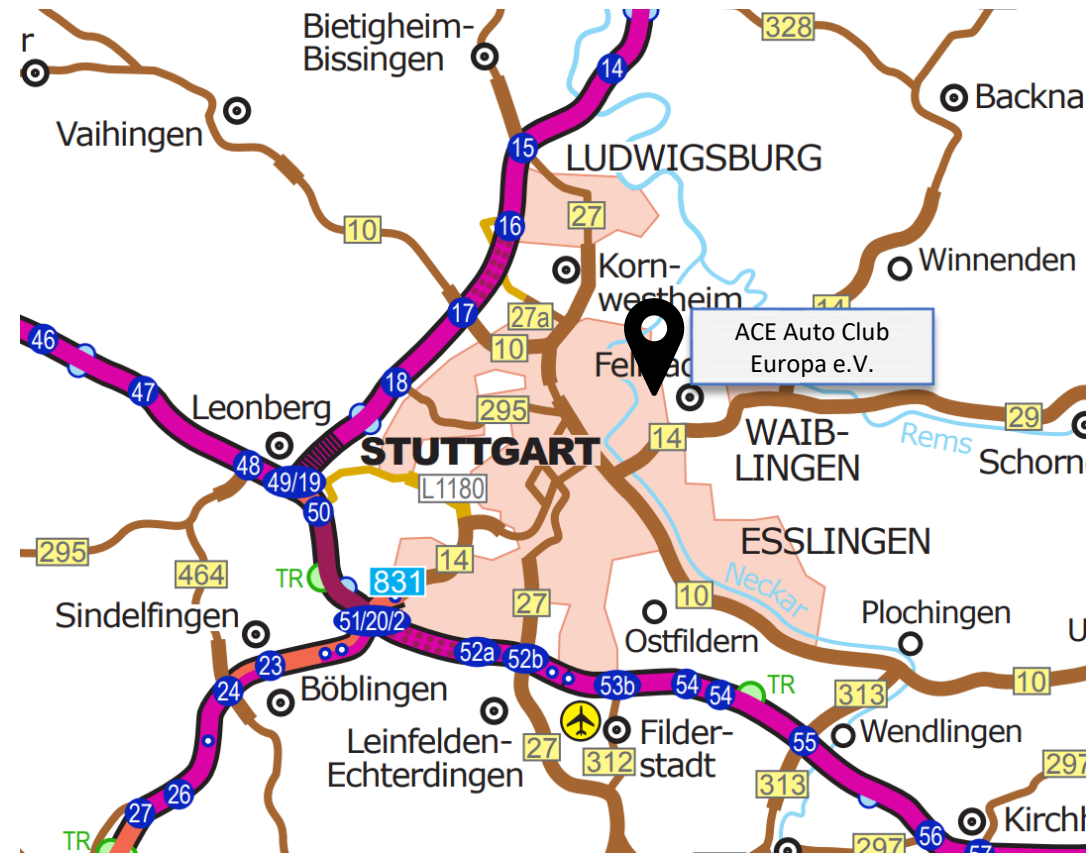 Bietigheim-
Bissingen
328
r
14
Backna
Vaihingen
15
LUDWIGSBURG
27
16
10
Korn-
westheim
Winnenden
14
17
27a
46
10
ACE Auto Club
Europa e.V.
18
47
Leonberg
295
29
STUTTGART
14
WAIB-
LINGEN
Rems
Schorn
48
49/19
L1180
50
295
464
14
ESSLINGEN
TR
831
Neckar
10
27
Sindelfingen
51/20/2
Ostfildern
Plochingen
U
23
52a
52b
24
Böblingen
53b
54
54
TR
313
10
Leinfelden-
Echterdingen
27
Filder-
stadt
312
55
Wendlingen
26
27
313
297
TR
Kirchh
56
297
57